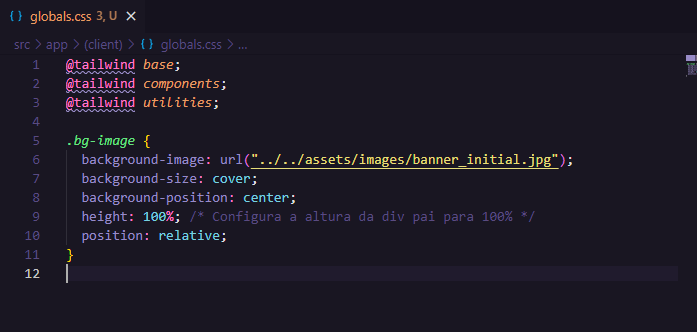 {} globals.css 3, U ×
src > app > (client) > {} globals.css > ...
1 @tailwind base;
2 @tailwind components;
3 @tailwind utilities;
4
5 .bg-image {
6 background-image: url("../../assets/images/banner_initial.jpg");
7 background-size: cover;
8 background-position: center;
9 height: 100%; /* Configura a altura da div pai para 100% */
10 position: relative;
11 }
12